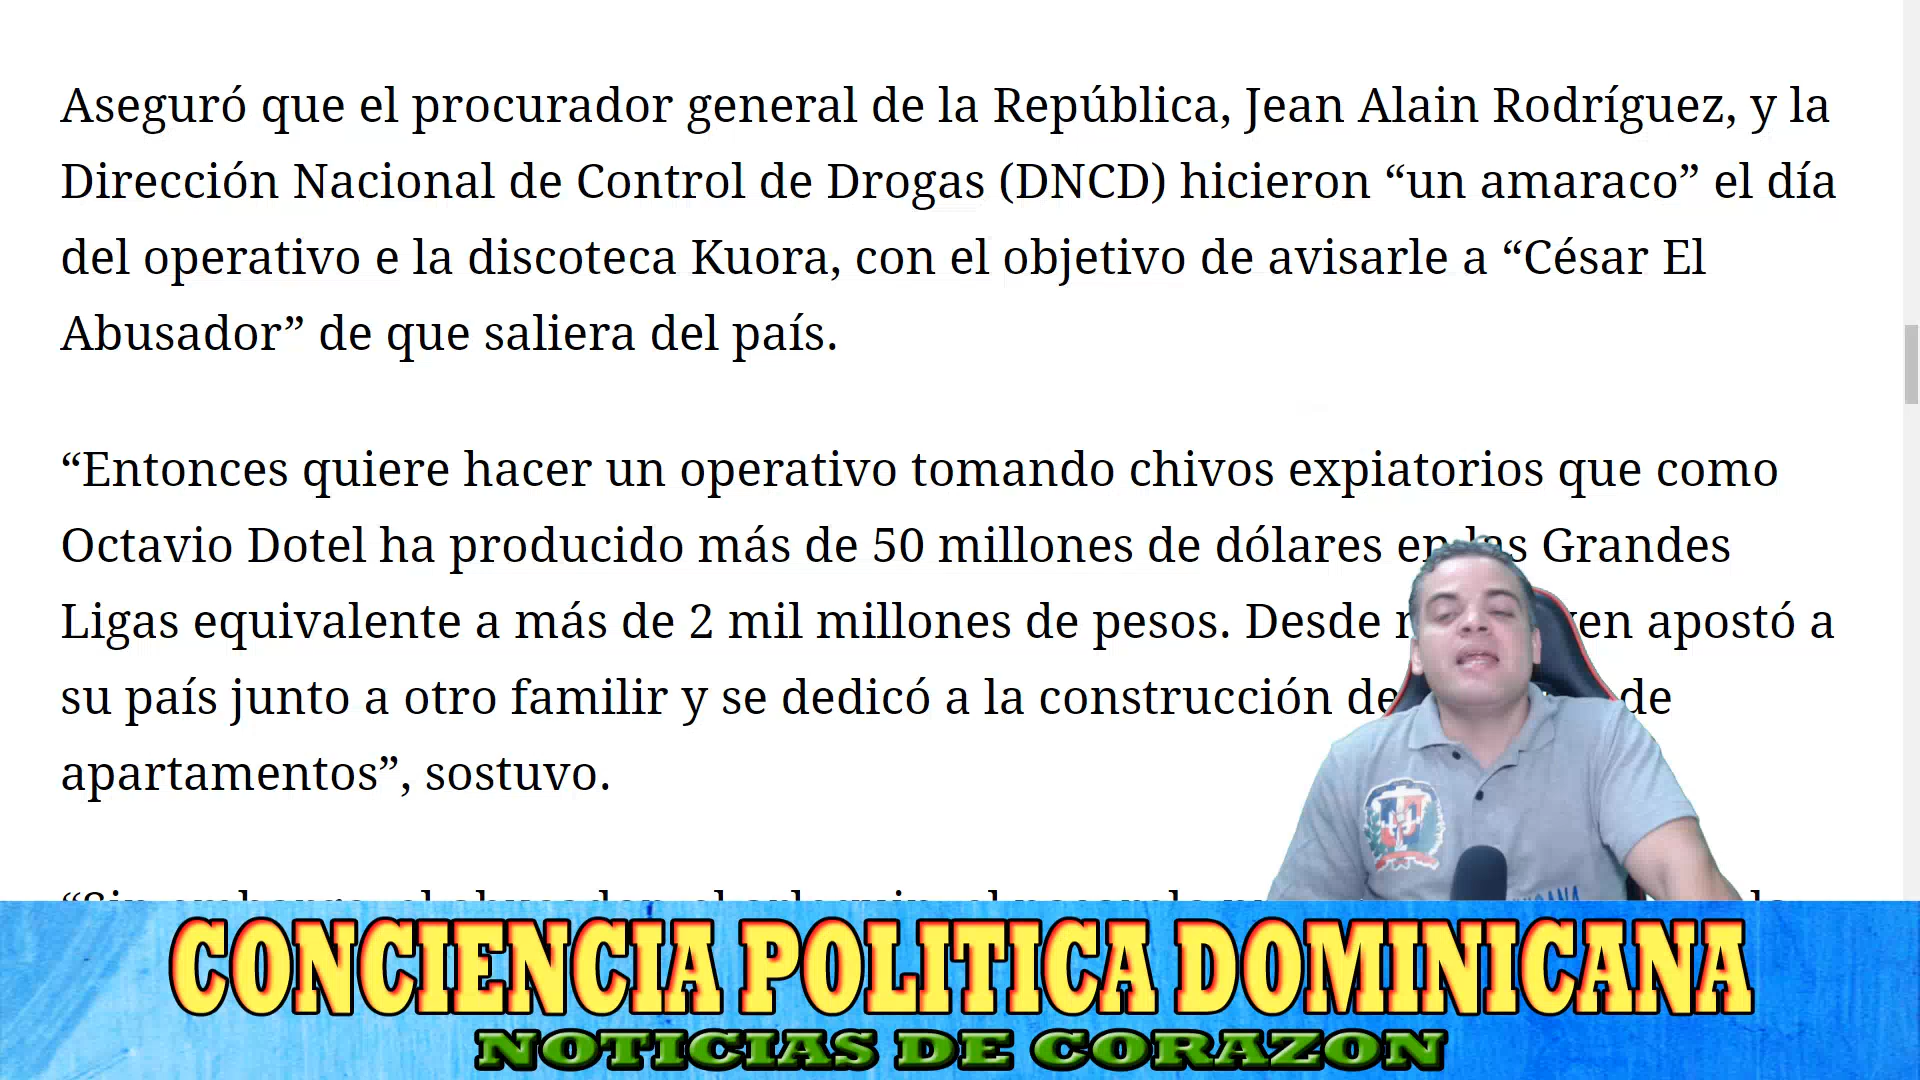 Aseguró que el procurador general de la República, Jean Alain Rodríguez, y la
Dirección Nacional de Control de Drogas (DNCD) hicieron “un amaraco” el día
del operativo e la discoteca Kuora, con el objetivo de avisarle a “César El
Abusador” de que saliera del país.
“Entonces quiere hacer un operativo tomando chivos expiatorios que como
Octavio Dotel ha producido más de 50 millones de dólares en las Grandes
Ligas equivalente a más de 2 mil millones de pesos. Desde apostó a
su país junto a otro familir y se dedicó a la construcción de de
apartamentos”, sostuvo.
CONCIENCIA POLITICA DOMINICANA
NOTICIAS DE CORAZON